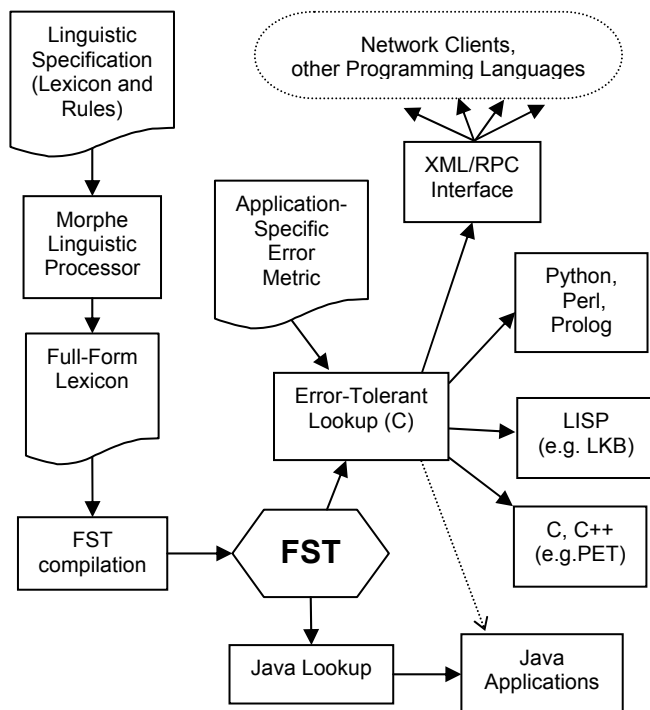 Linguistic
Specification
(Lexicon and
Rules)
Network Clients,
other Programming Languages
XML/RPC
Interface
Morphe
Linguistic
Processor
Application-
Specific
Error
Metric
Python,
Perl,
Prolog
Full-Form
Lexicon
Error-Tolerant
Lookup (C)
LISP
(e.g. LKB)
FST
compilation
FST
C, C++
(e.g.PET)
Java Lookup
Java
Applications